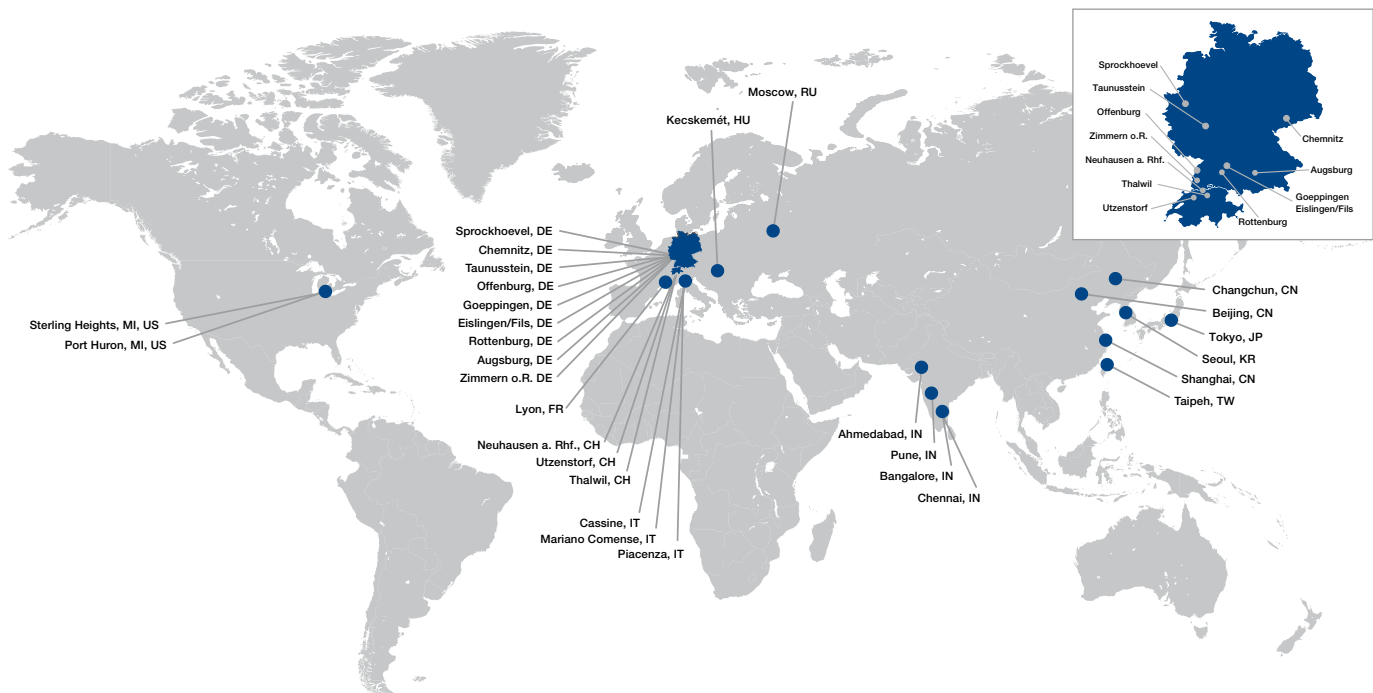 Moscow, RU
Kecskemét, HU
Sprockhoevel, DE
Chemnitz, DE
Taunusstein, DE
Offenburg, DE
Goeppingen, DE
Eislingen/Fils, DE
Rottenburg, DE
Augsburg, DE
Zimmern o.R. DE
Lyon, FR
Neuhausen a. Rhf., CH
Utzenstorf, CH
Thalwil, CH
Cassine, IT
Mariano Comense, IT
Piacenza, IT
Sterling Heights, MI, US
Port Huron, MI, US
Ahmedabad, IN
Pune, IN
Bangalore, IN
Chennai, IN
Changchun, CN
Beijing, CN
Tokyo, JP
Seoul, KR
Shanghai, CN
Taipeh, TW
Sprockhoevel
Taunusstein
Offenburg
Zimmern o.R.
Neuhausen a. Rhf.
Thalwil
Utzenstorf
Chemnitz
Augsburg
Goeppingen
Eislingen/Fils
Rottenburg